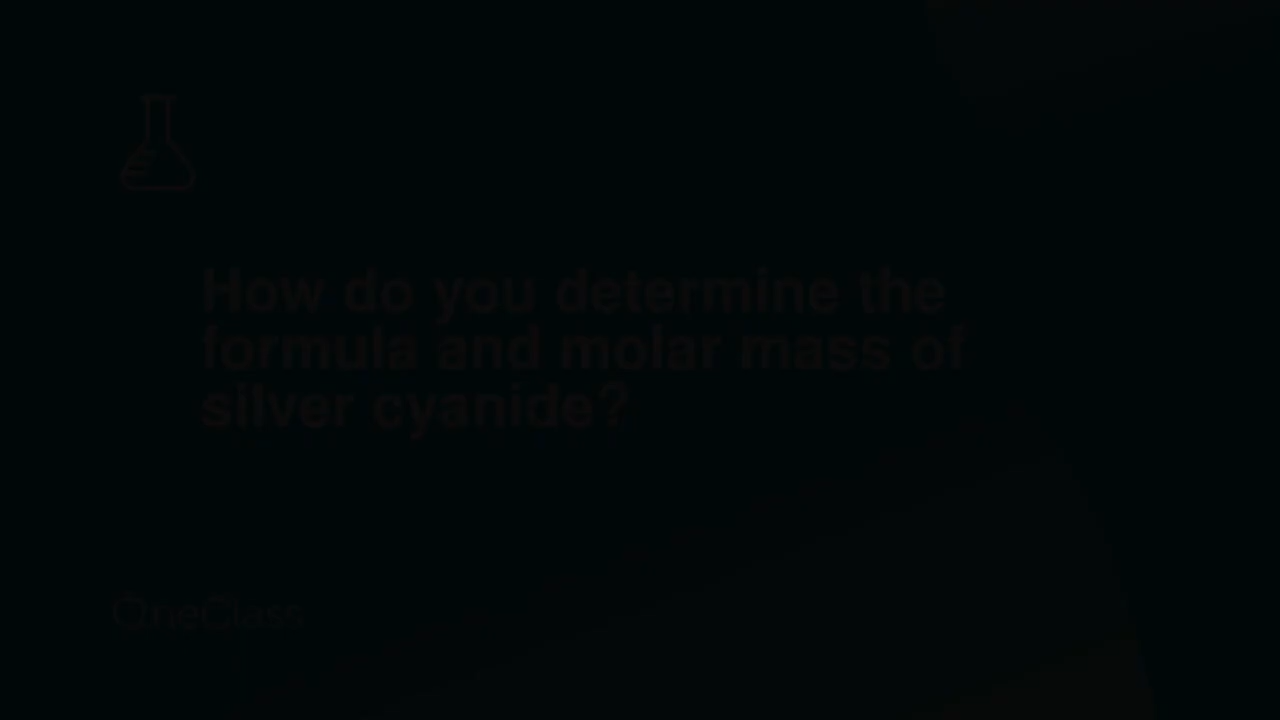 How do you determine the
formula and molar mass of
silver cyanide?
OneClass